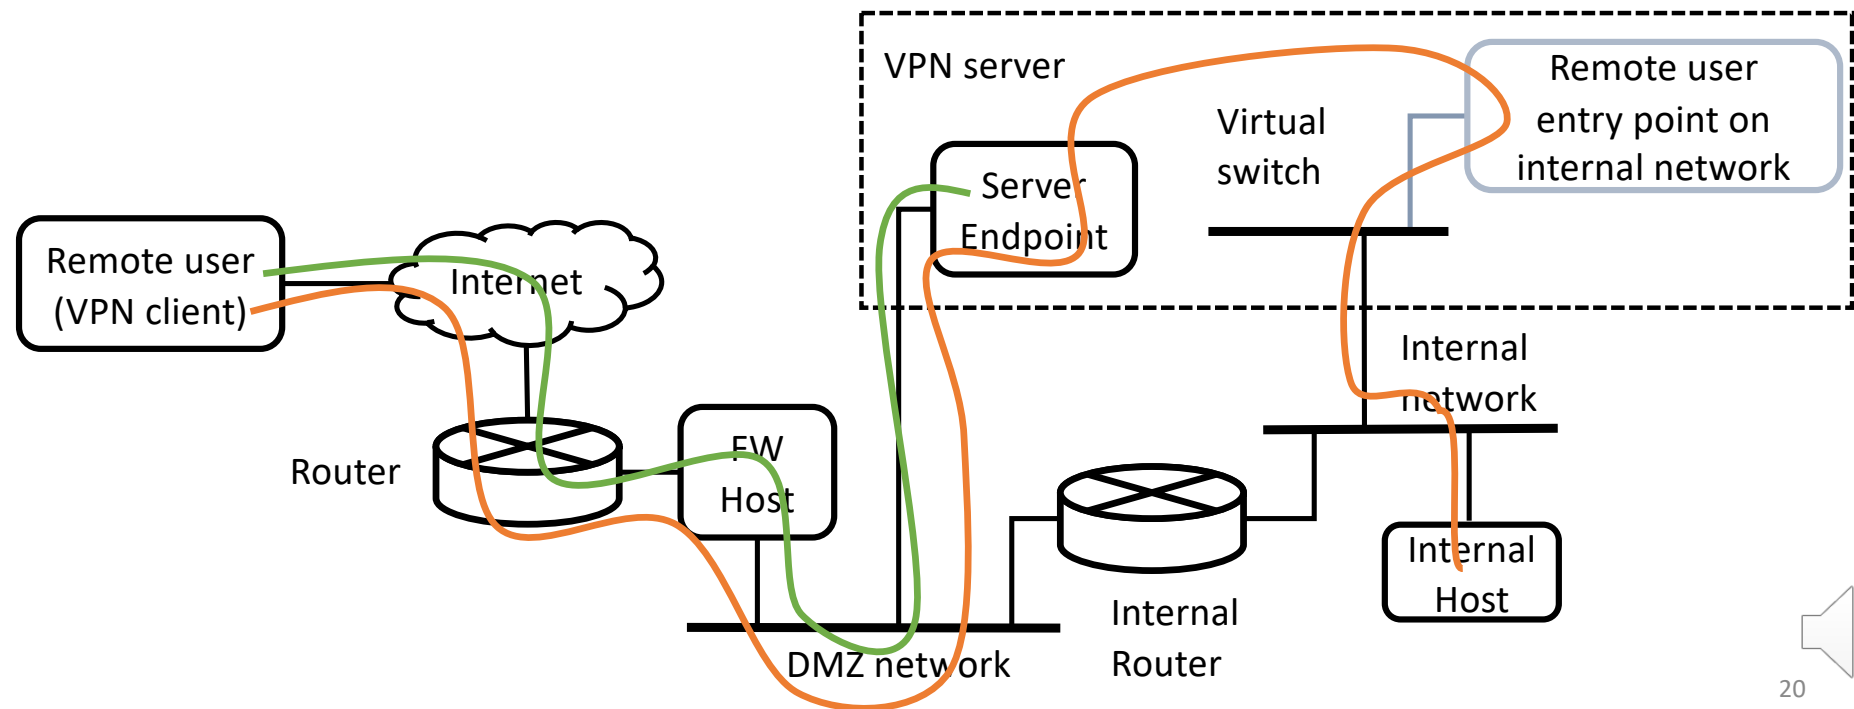 VPN server
Remote user
entry point on
internal network
Virtual
switch
Server
Endpoint
Remote user
(VPN client)
Internet
Internal
network
Router
FW
Host
Internal
Host
Internal
Router
DMZ network
20